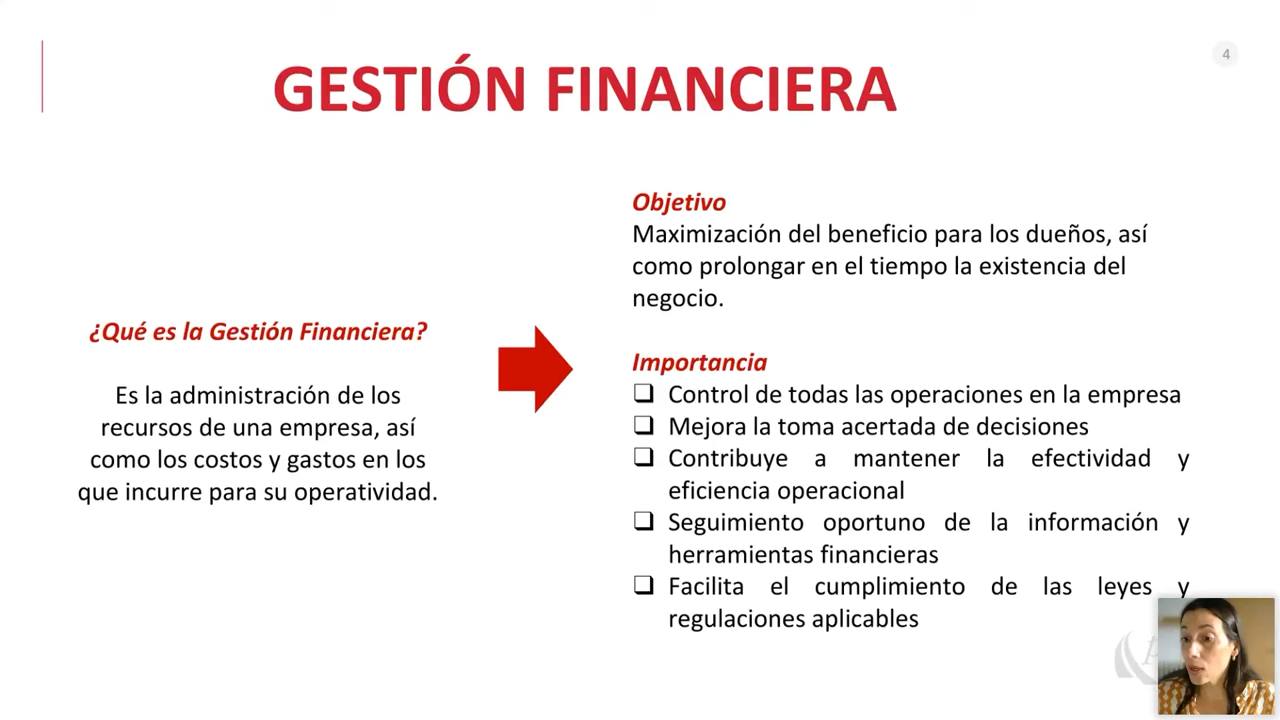 4
GESTIÓN FINANCIERA
¿Qué es la Gestión Financiera?
Es la administración de los
recursos de una empresa, así
como los costos y gastos en los
que incurre para su operatividad.
Objetivo
Maximización del beneficio para los dueños, así
como prolongar en el tiempo la existencia del
negocio.
Importancia
❑ Control de todas las operaciones en la empresa
❑ Mejora la toma acertada de decisiones
❑ Contribuye a mantener la efectividad y
eficiencia operacional
❑ Seguimiento oportuno de la información y
herramientas financieras
❑ Facilita el cumplimiento de las leyes y
regulaciones aplicables